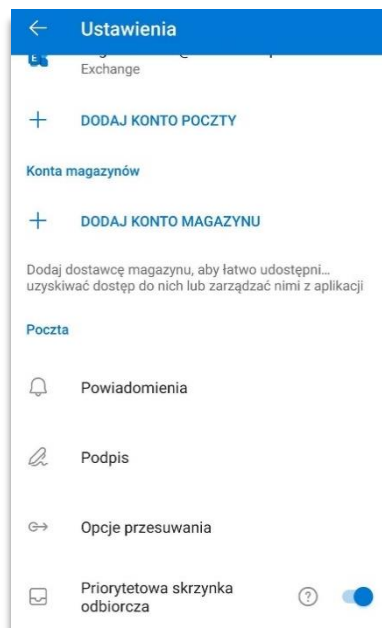 Ustawienia
Exchange
DODAJ KONTO POCZTY
Konta magazynów
DODAJ KONTO MAGAZYNU
Dodaj dostawcę magazynu, aby łatwo udostępni...
uzyskiwać dostęp do nich lub zarządzać nimi z aplikacji
Poczta
Powiadomienia
Podpis
Opcje przesuwania
Priorytetowa skrzynka
odbiorcza